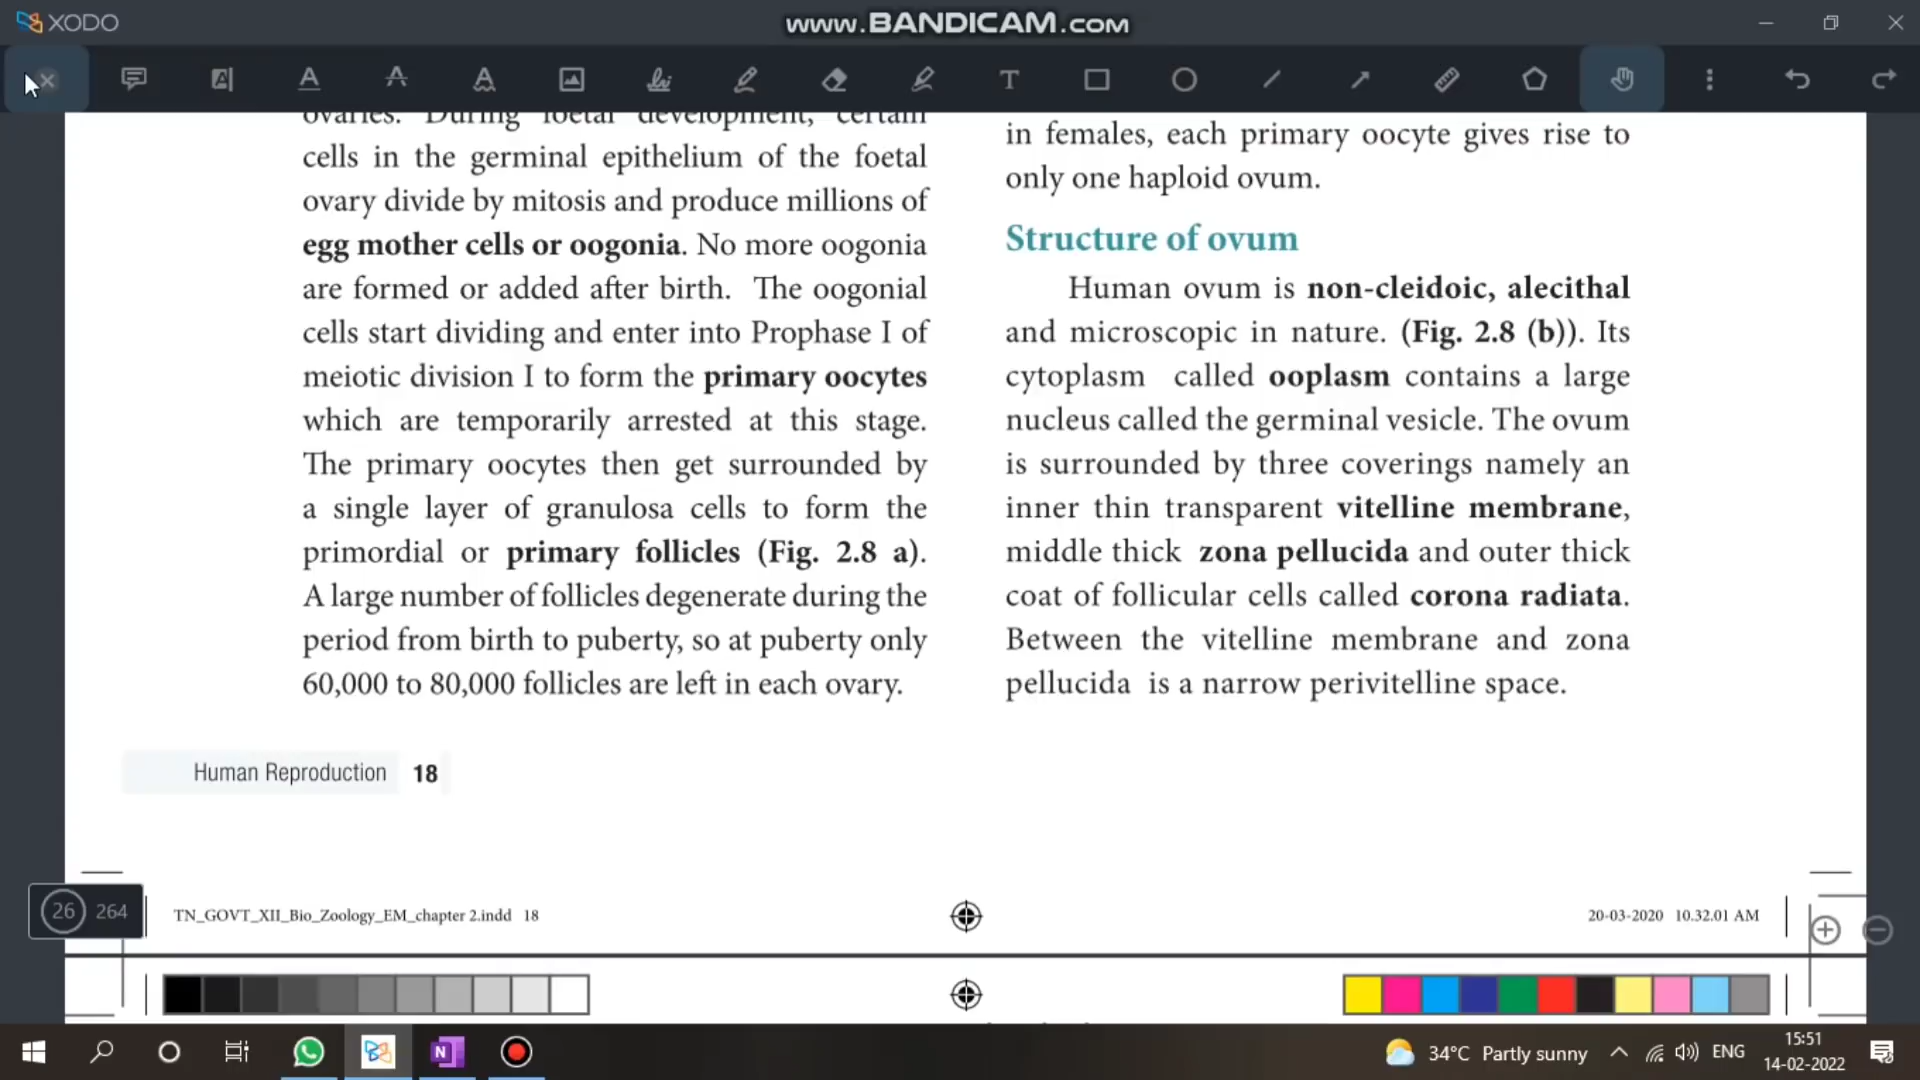 XODO
www.BANDICAM.com
ovaries. During foetal development, certain
cells in the germinal epithelium of the foetal
ovary divide by mitosis and produce millions of
egg mother cells or oogonia. No more oogonia
are formed or added after birth. The oogonial
cells start dividing and enter into Prophase I of
meiotic division I to form the primary oocytes
which are temporarily arrested at this stage.
The primary oocytes then get surrounded by
a single layer of granulosa cells to form the
primordial or primary follicles (Fig. 2.8 a).
A large number of follicles degenerate during the
period from birth to puberty, so at puberty only
60,000 to 80,000 follicles are left in each ovary.
in females, each primary oocyte gives rise to
only one haploid ovum.
Structure of ovum
Human ovum is non-cleidoic, alecithal
and microscopic in nature. (Fig. 2.8 (b)). Its
cytoplasm called ooplasm contains a large
nucleus called the germinal vesicle. The ovum
is surrounded by three coverings namely an
inner thin transparent vitelline membrane,
middle thick zona pellucida and outer thick
coat of follicular cells called corona radiata.
Between the vitelline membrane and zona
pellucida is a narrow perivitelline space.
Human Reproduction 18
26 264
TN_GOVT_XII_Bio_Zoology_EM_chapter 2.indd 18
20-03-2020 10.32.01 AM
34°C Partly sunny
ENG
15:51
14-02-2022